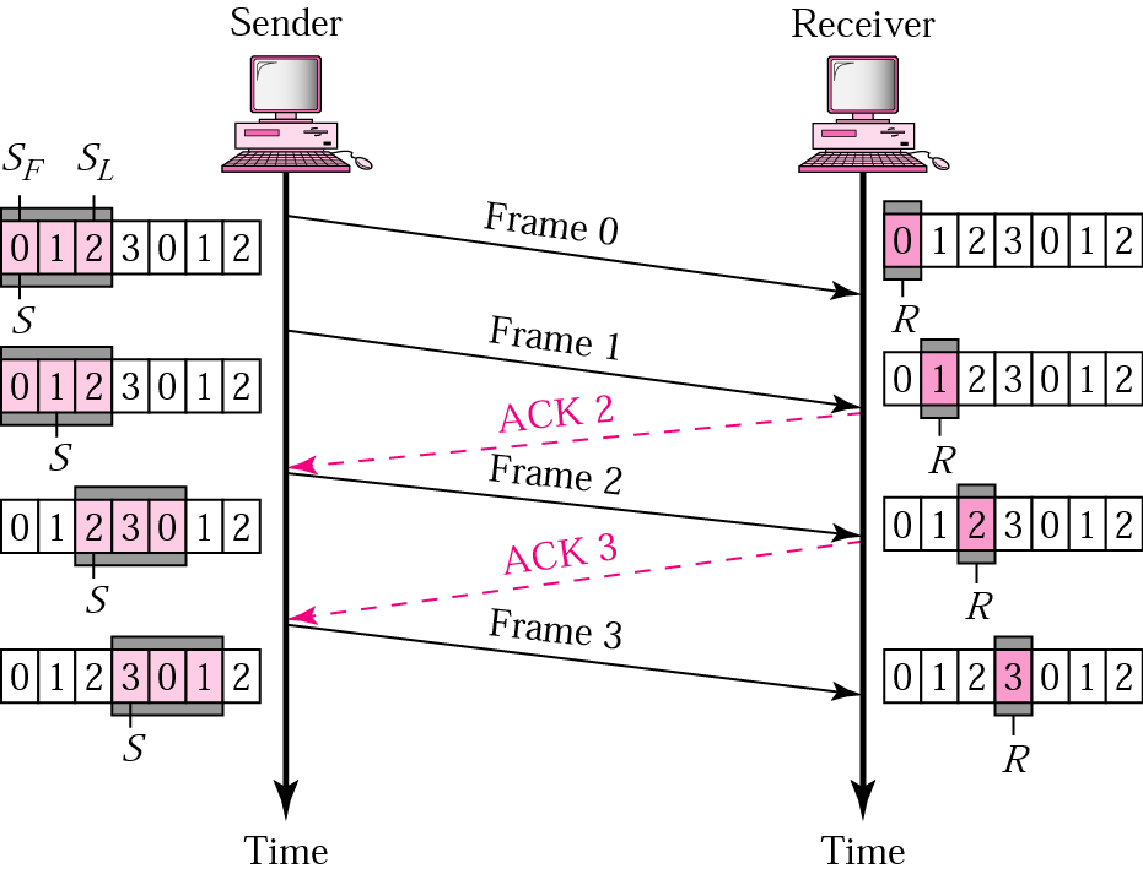 Sender Receiver
S_F S_L
Frame 0
0 1 2 3 0 1 2
0 1 2 3 0 1 2
S
R
Frame 1
0 1 2 3 0 1 2
0 1 2 3 0 1 2
ACK 2
S
R
Frame 2
0 1 2 3 0 1 2
0 1 2 3 0 1 2
ACK 3
S
R
Frame 3
0 1 2 3 0 1 2
0 1 2 3 0 1 2
S
R
Time Time